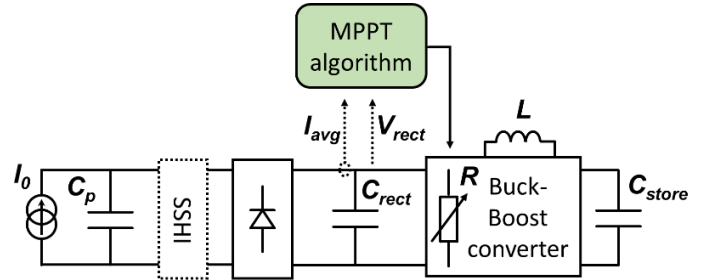 MPPT
algorithm
I_avg
V_rect
L
I_0
C_p
SSHI
C_rect
R
Buck-
Boost
converter
C_store